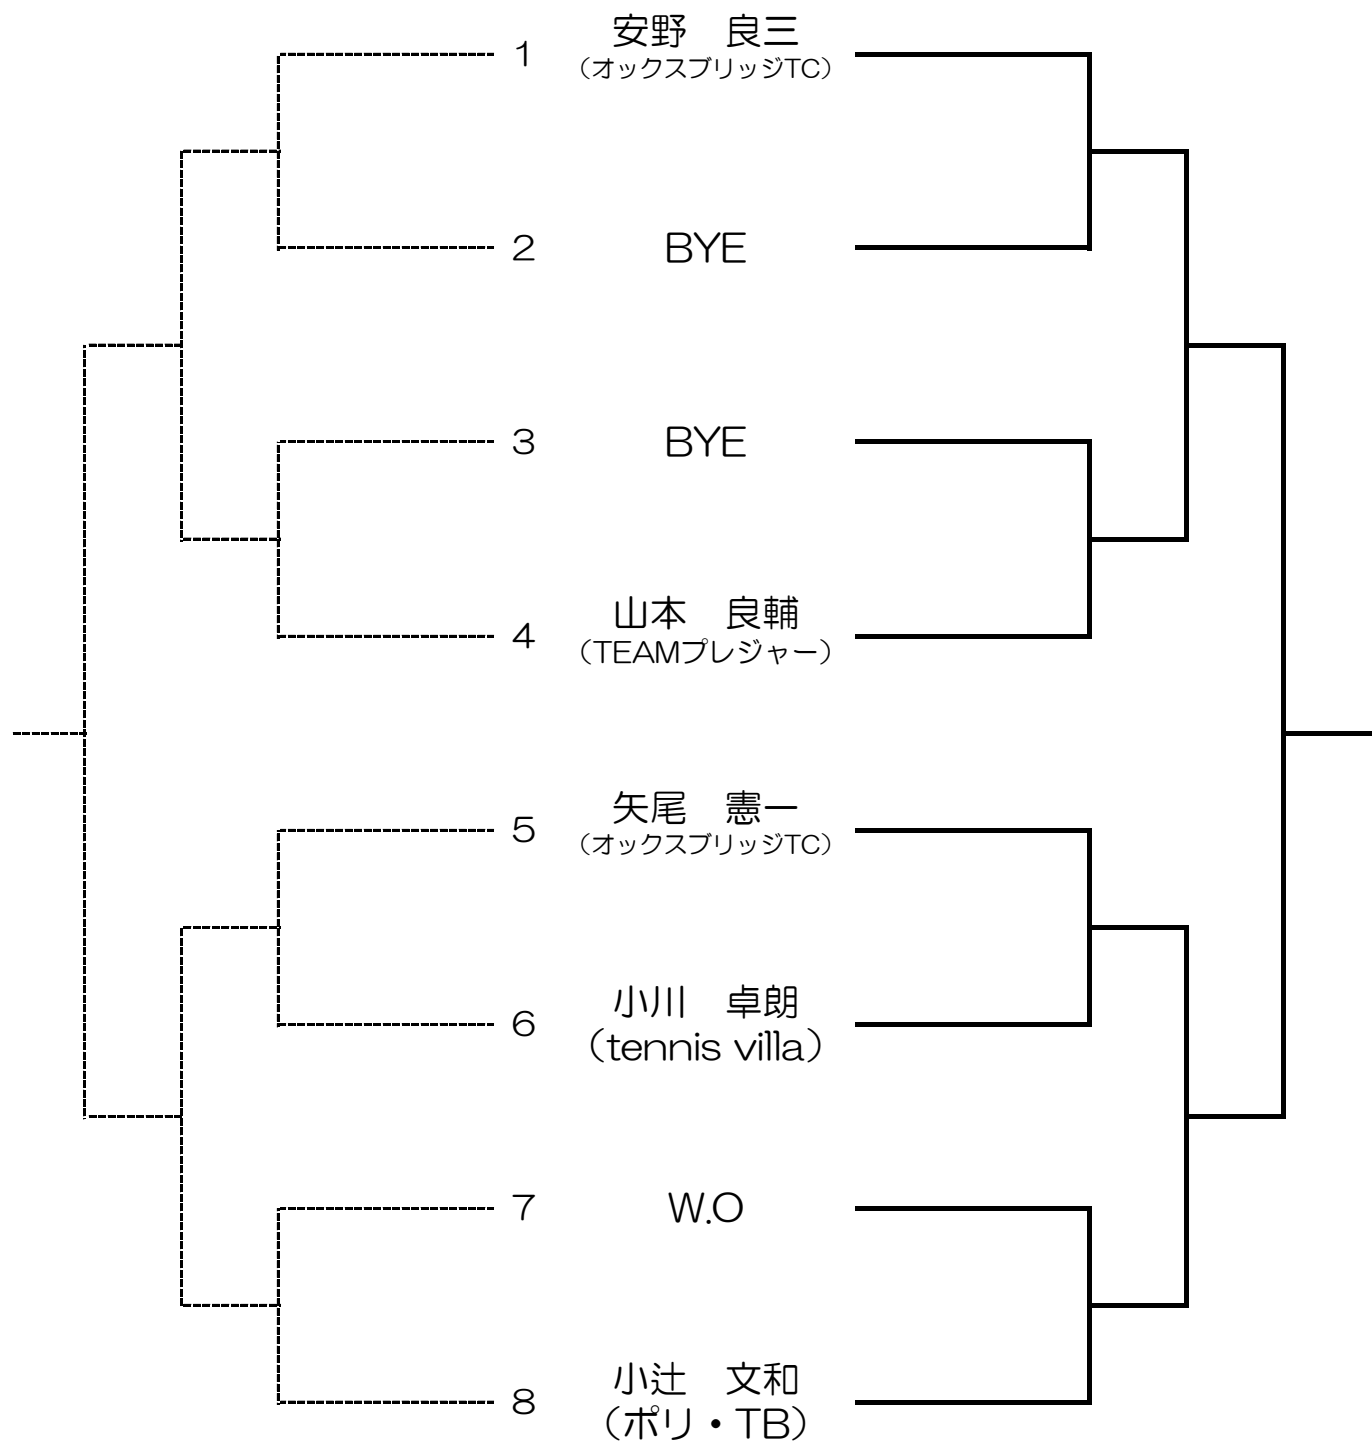 安野　良三
1
（オックスブリッジTC）
2 BYE
3 BYE
山本　良輔
4
（TEAMプレジャー）
矢尾　憲一
5
（オックスブリッジTC）
小川　卓朗
6
（tennis villa）
7 W.O
小辻　文和
8
（ポリ・TB）